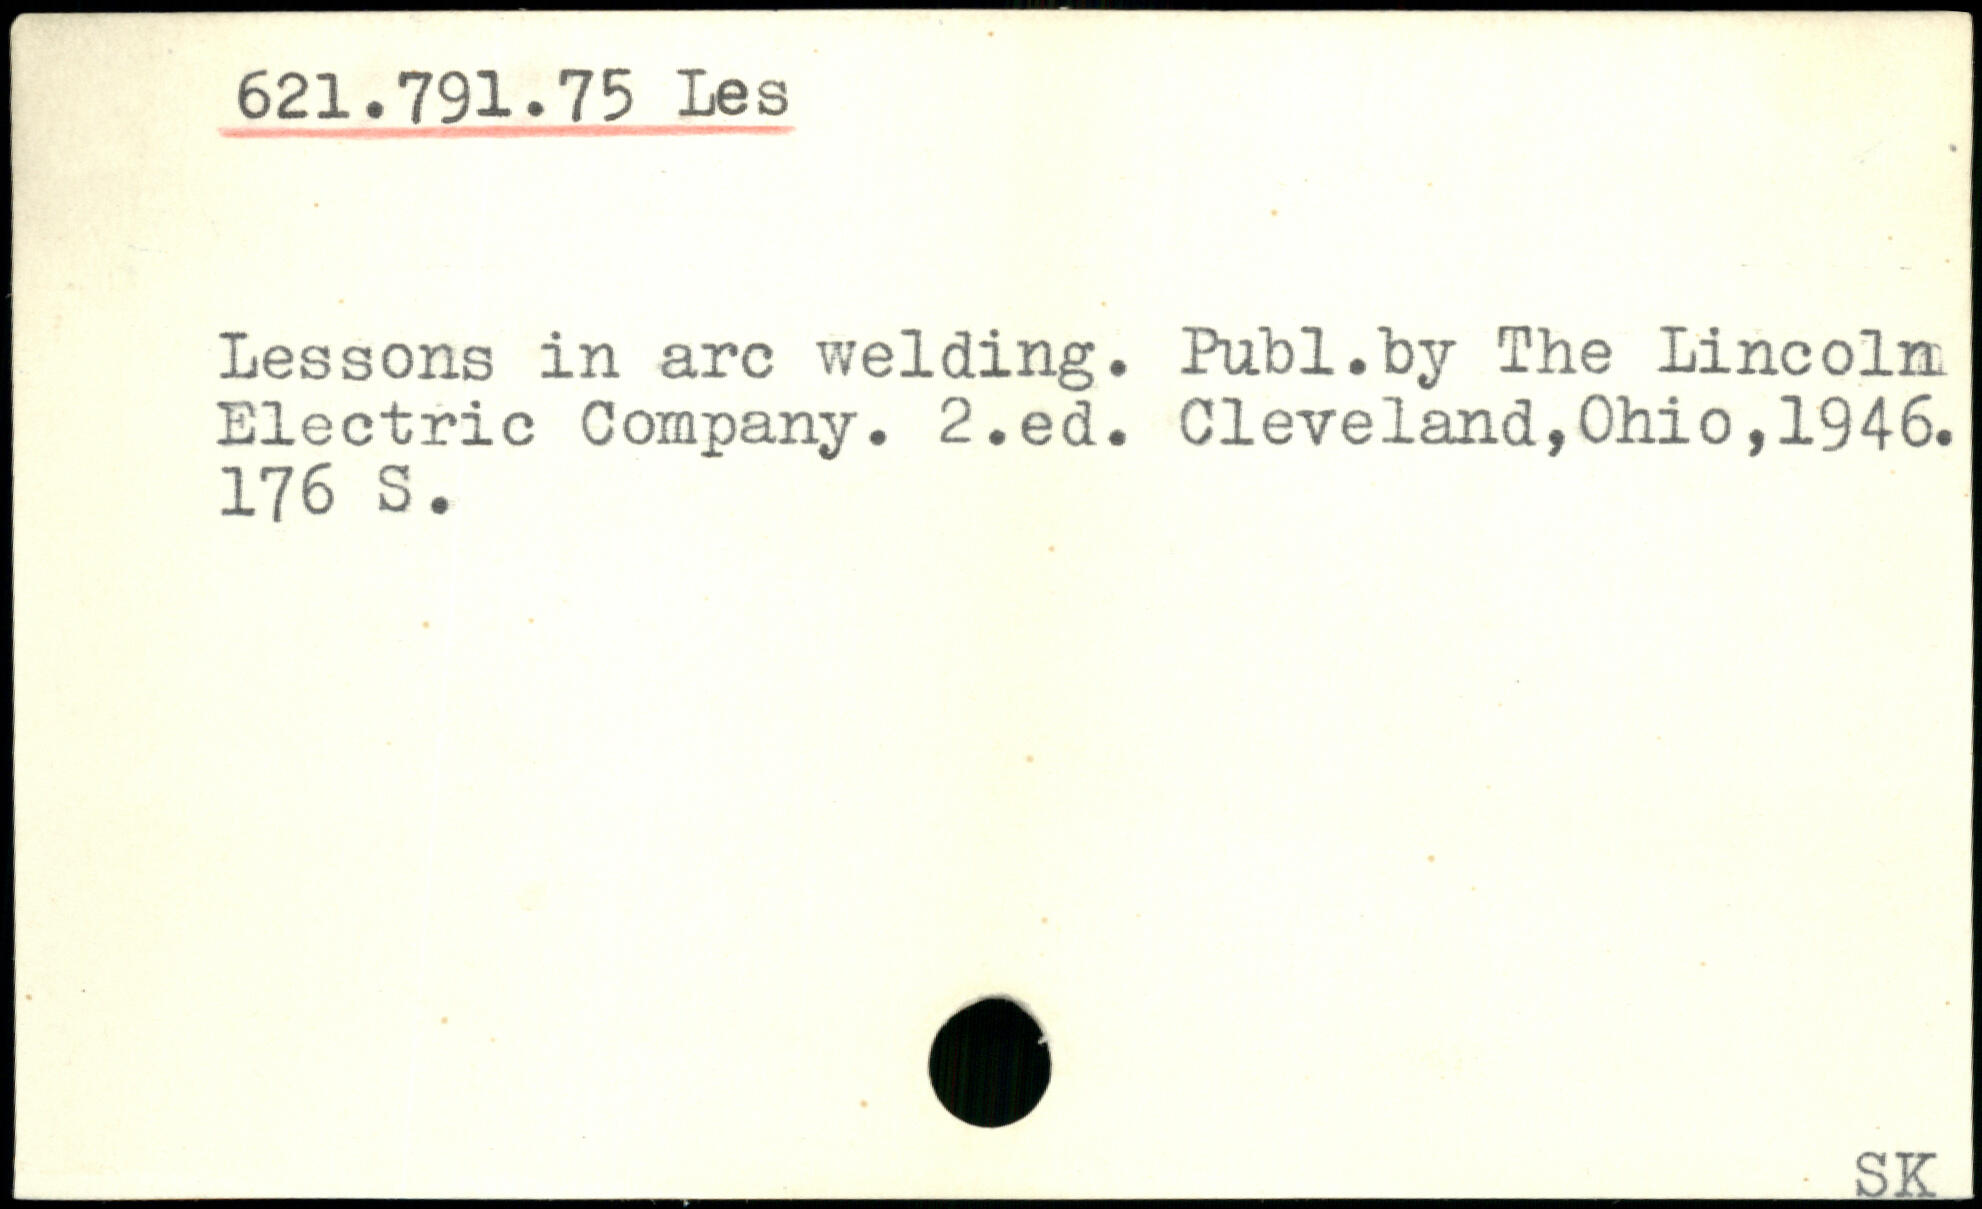 621.791.75 Les
Lessons in arc welding. Publ.by The Lincoln
Electric Company. 2.ed. Cleveland,Ohio,1946.
176 S.
SK